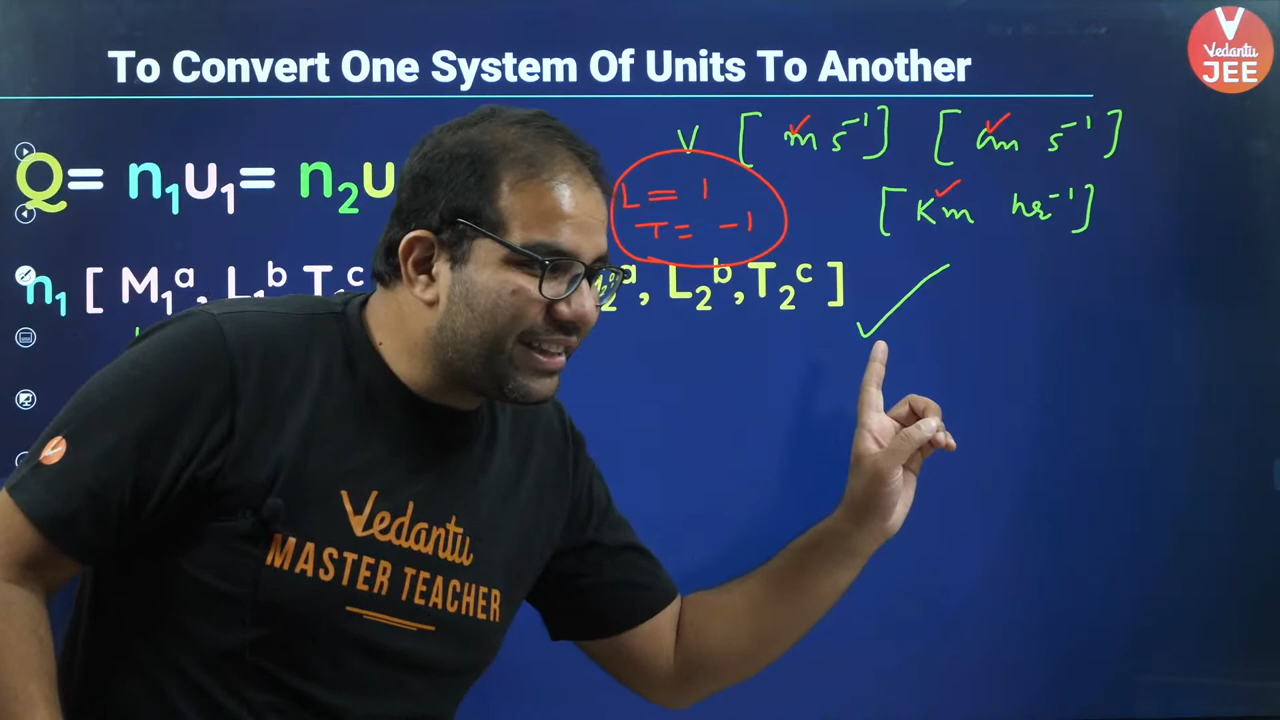 To Convert One System Of Units To Another
V
Vedantu
JEE
V [ m s⁻¹ ] [ cm s⁻¹ ]
Q = n₁u₁ = n₂u
L = 1
T = -1
[ Km hr⁻¹ ]
n₁ [ M₁ᵃ, L₁ᵇ T₁ᶜ ₂ᵃ, L₂ᵇ, T₂ᶜ ]
Vedantu
MASTER TEACHER